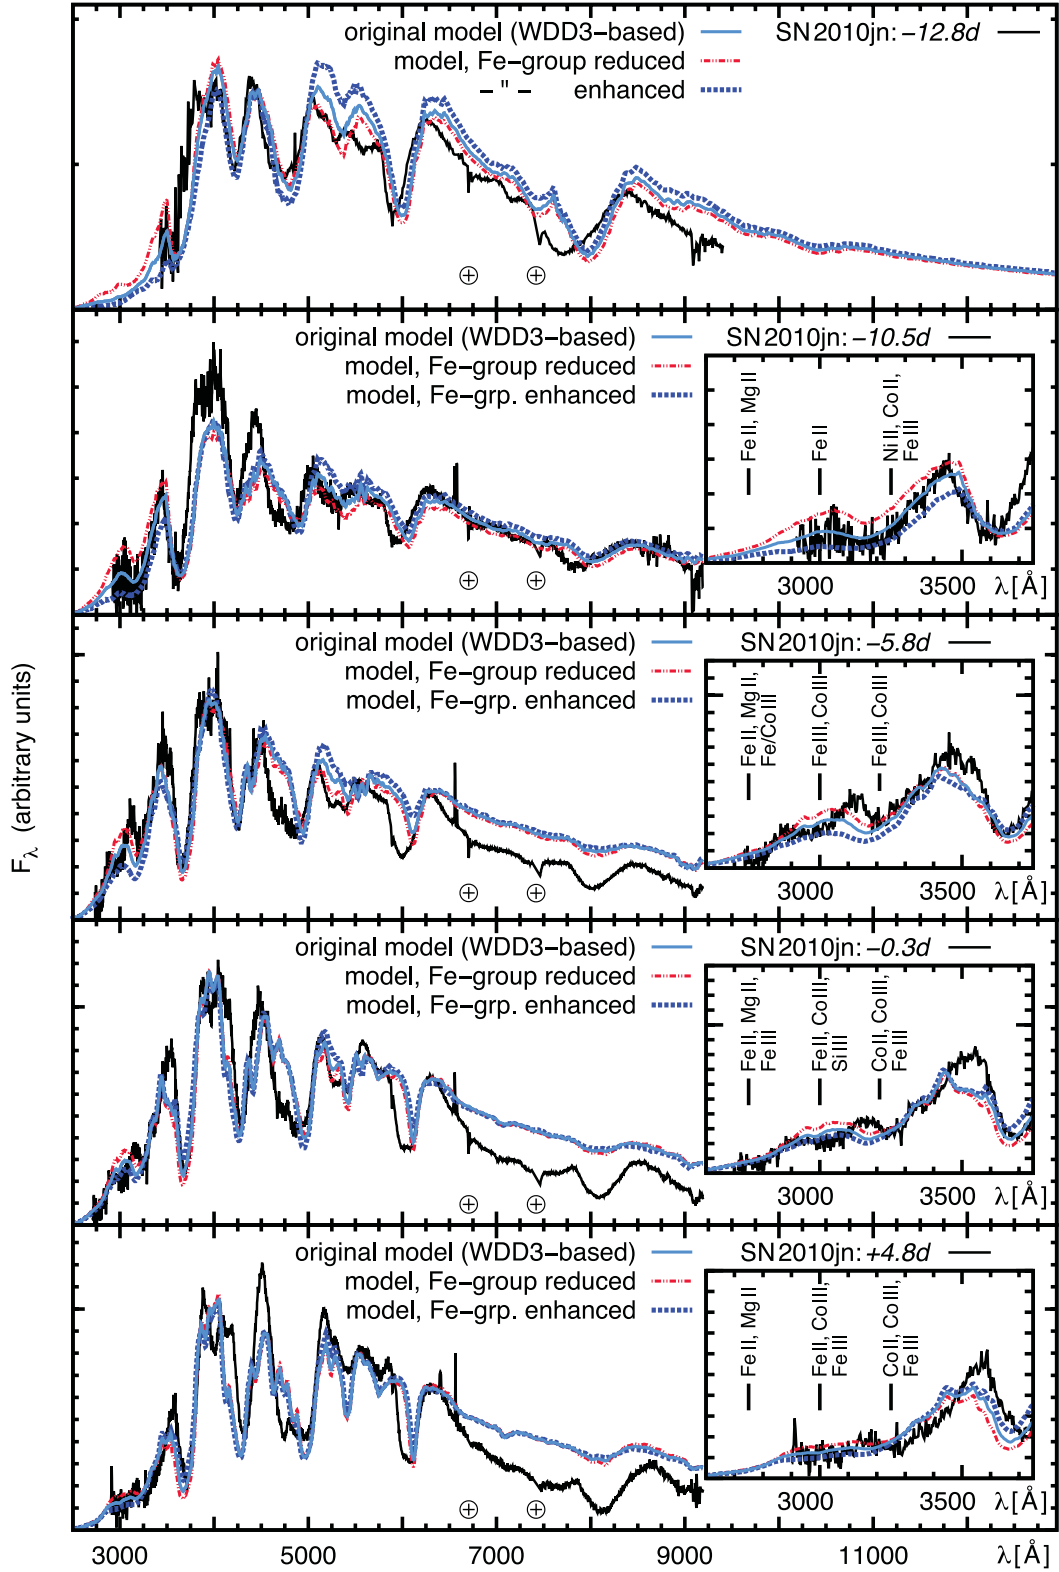 original model (WDD3–based) SN 2010jn: –12.8d
model, Fe–group reduced
– " – enhanced
original model (WDD3–based) SN 2010jn: –10.5d
model, Fe–group reduced
model, Fe–grp. enhanced
Fe II, Mg II
Fe II
Ni II, Co II,
Fe III
3000 3500 λ[Å]
original model (WDD3–based) SN 2010jn: –5.8d
model, Fe–group reduced
model, Fe–grp. enhanced
Fe II, Mg II,
Fe/Co III
Fe III, Co III
Fe III, Co III
3000 3500 λ[Å]
original model (WDD3–based) SN 2010jn: –0.3d
model, Fe–group reduced
model, Fe–grp. enhanced
Fe II, Mg II,
Fe III
Fe II, Co III,
Si III
Co II, Co III,
Fe III
3000 3500 λ[Å]
original model (WDD3–based) SN 2010jn: +4.8d
model, Fe–group reduced
model, Fe–grp. enhanced
Fe II, Mg II
Fe II, Co III,
Fe III
Co II, Co III,
Fe III
3000 3500 λ[Å]
3000 5000 7000 9000 11000 λ[Å]
Fλ (arbitrary units)